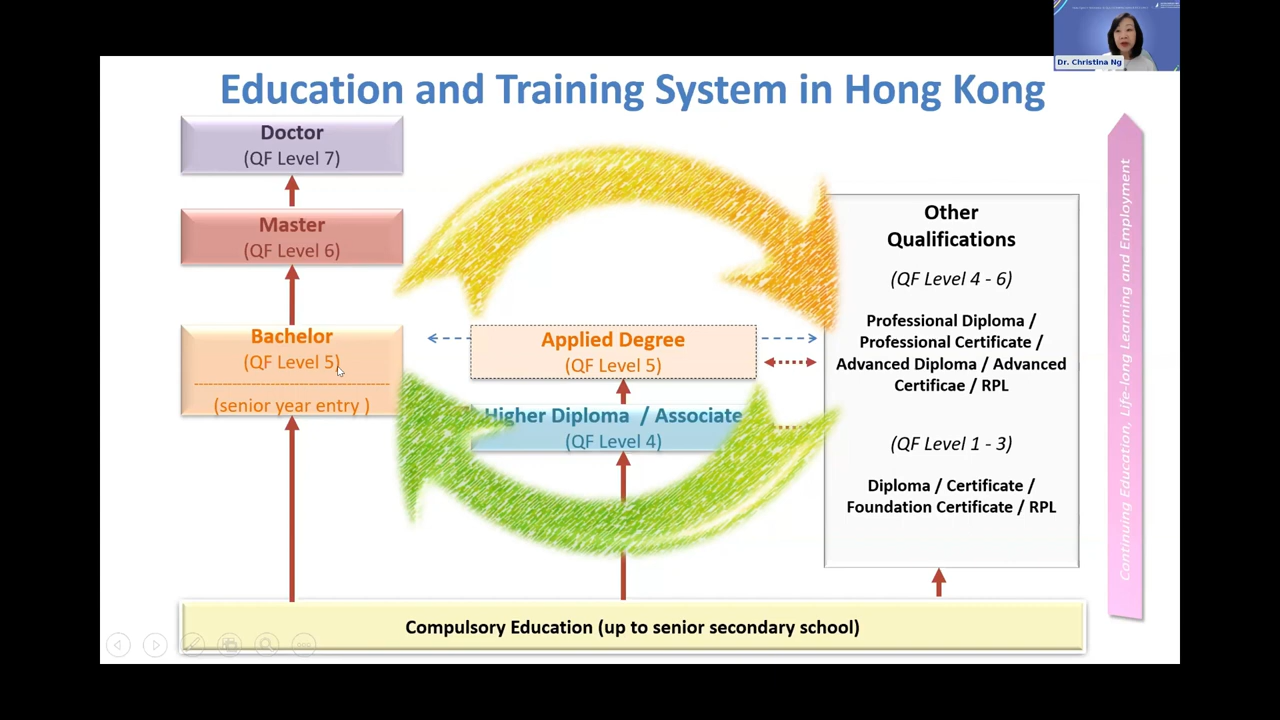 Dr. Christina Ng
Education and Training System in Hong Kong
Doctor
(QF Level 7)
Master
(QF Level 6)
Bachelor
(QF Level 5)
(senior year entry )
Applied Degree
(QF Level 5)
Higher Diploma / Associate
(QF Level 4)
Other
Qualifications
(QF Level 4 - 6)
Professional Diploma /
Professional Certificate /
Advanced Diploma / Advanced
Certificae / RPL
(QF Level 1 - 3)
Diploma / Certificate /
Foundation Certificate / RPL
Continuing Education, Life-long Learning and Employment
Compulsory Education (up to senior secondary school)